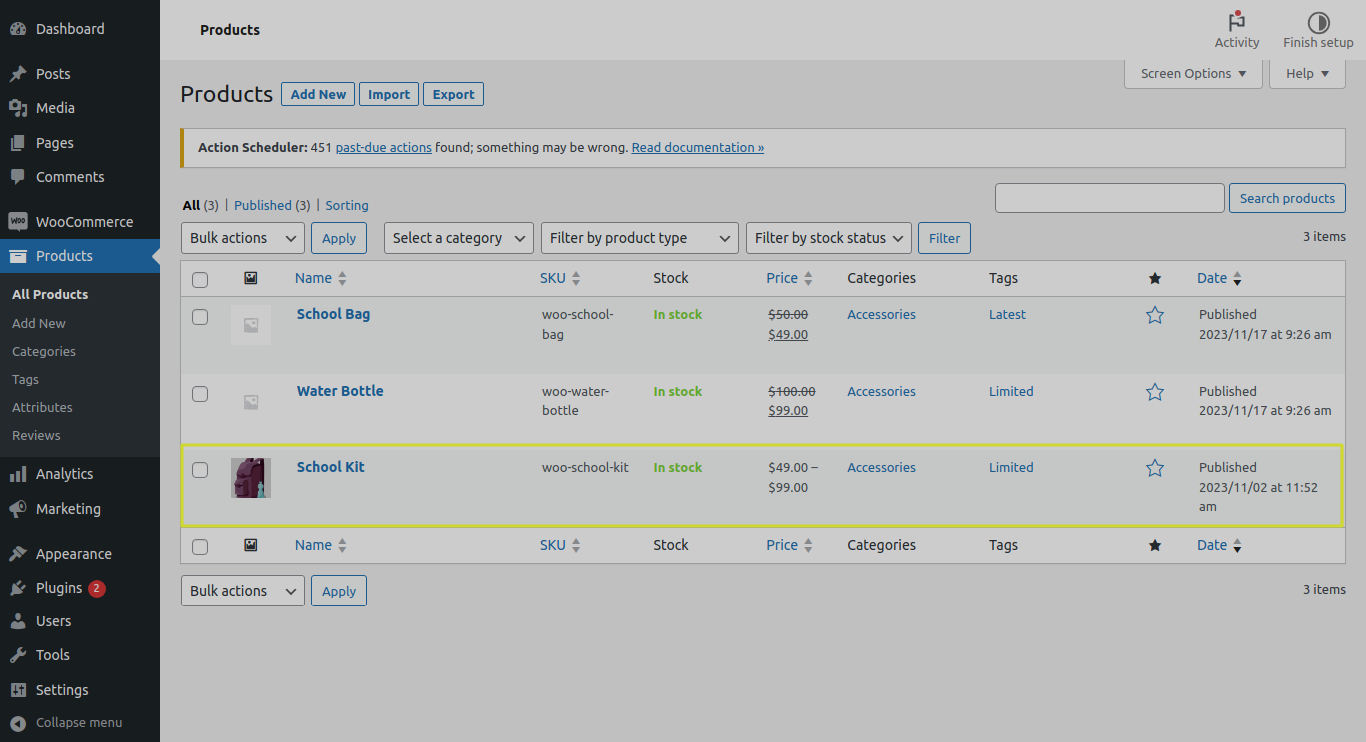 Dashboard
Posts
Media
Pages
Comments
WOO WooCommerce
Products
All Products
Add New
Categories
Tags
Attributes
Reviews
Analytics
Marketing
Appearance
Plugins 2
Users
Tools
Settings
Collapse menu
Products
Activity
Finish setup
Screen Options
Help
Products Add New Import Export
Action Scheduler: 451 past-due actions found; something may be wrong. Read documentation »
All (3) | Published (3) | Sorting
Search products
Bulk actions Apply Select a category Filter by product type Filter by stock status Filter
3 items
Name SKU Stock Price Categories Tags Date
School Bag woo-school- In stock $50.00 Accessories Latest Published
bag $49.00 2023/11/17 at 9:26 am
Water Bottle woo-water- In stock $100.00 Accessories Limited Published
bottle $99.00 2023/11/17 at 9:26 am
School Kit woo-school-kit In stock $49.00 – Accessories Limited Published
$99.00 2023/11/02 at 11:52
am
Name SKU Stock Price Categories Tags Date
Bulk actions Apply
3 items